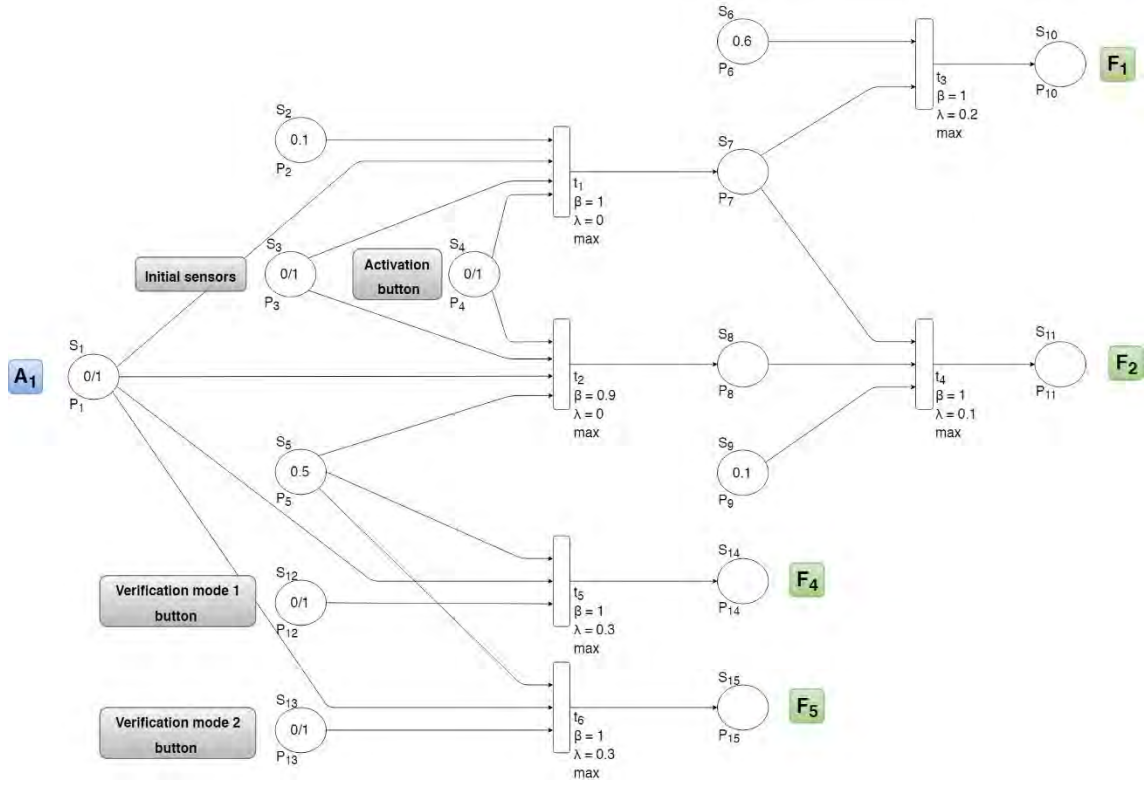 S6
0.6
P6
S10
P10
F1
t3
β = 1
λ = 0.2
max
S2
0.1
P2
t1
β = 1
λ = 0
max
S7
P7
Initial sensors
S3
0/1
P3
Activation
button
S4
0/1
P4
A1
S1
0/1
P1
t2
β = 0.9
λ = 0
max
S8
P8
t4
β = 1
λ = 0.1
max
S11
P11
F2
S5
0.5
P5
S9
0.1
P9
Verification mode 1
button
S12
0/1
P12
t5
β = 1
λ = 0.3
max
S14
P14
F4
Verification mode 2
button
S13
0/1
P13
t6
β = 1
λ = 0.3
max
S15
P15
F5